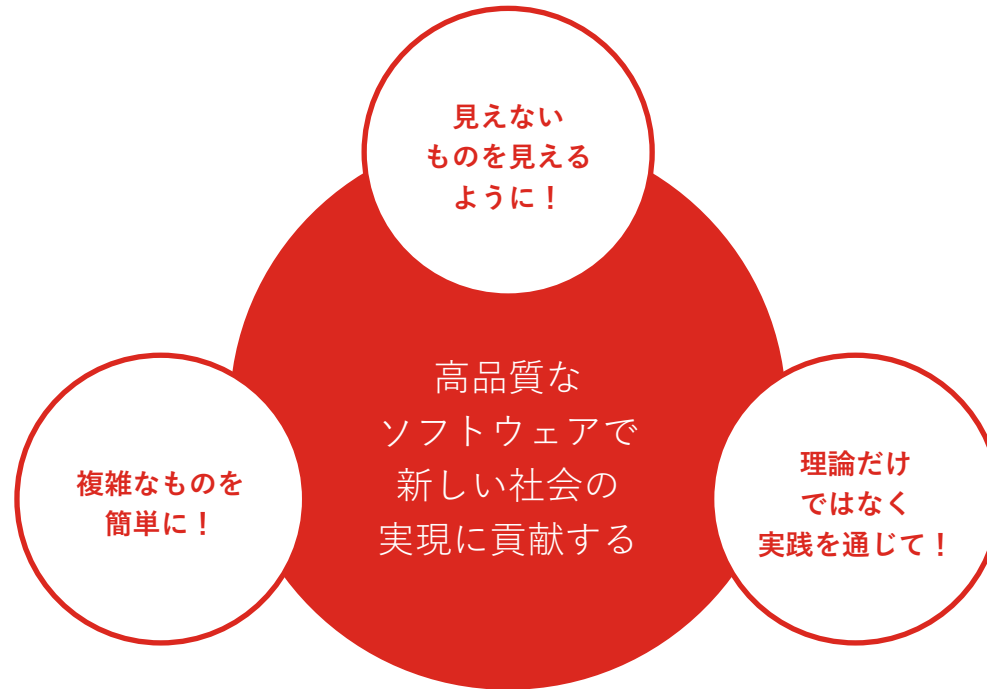 見えない
ものを見える
ように！
高品質な
ソフトウェアで
新しい社会の
実現に貢献する
複雑なものを
簡単に！
理論だけ
ではなく
実践を通じて！